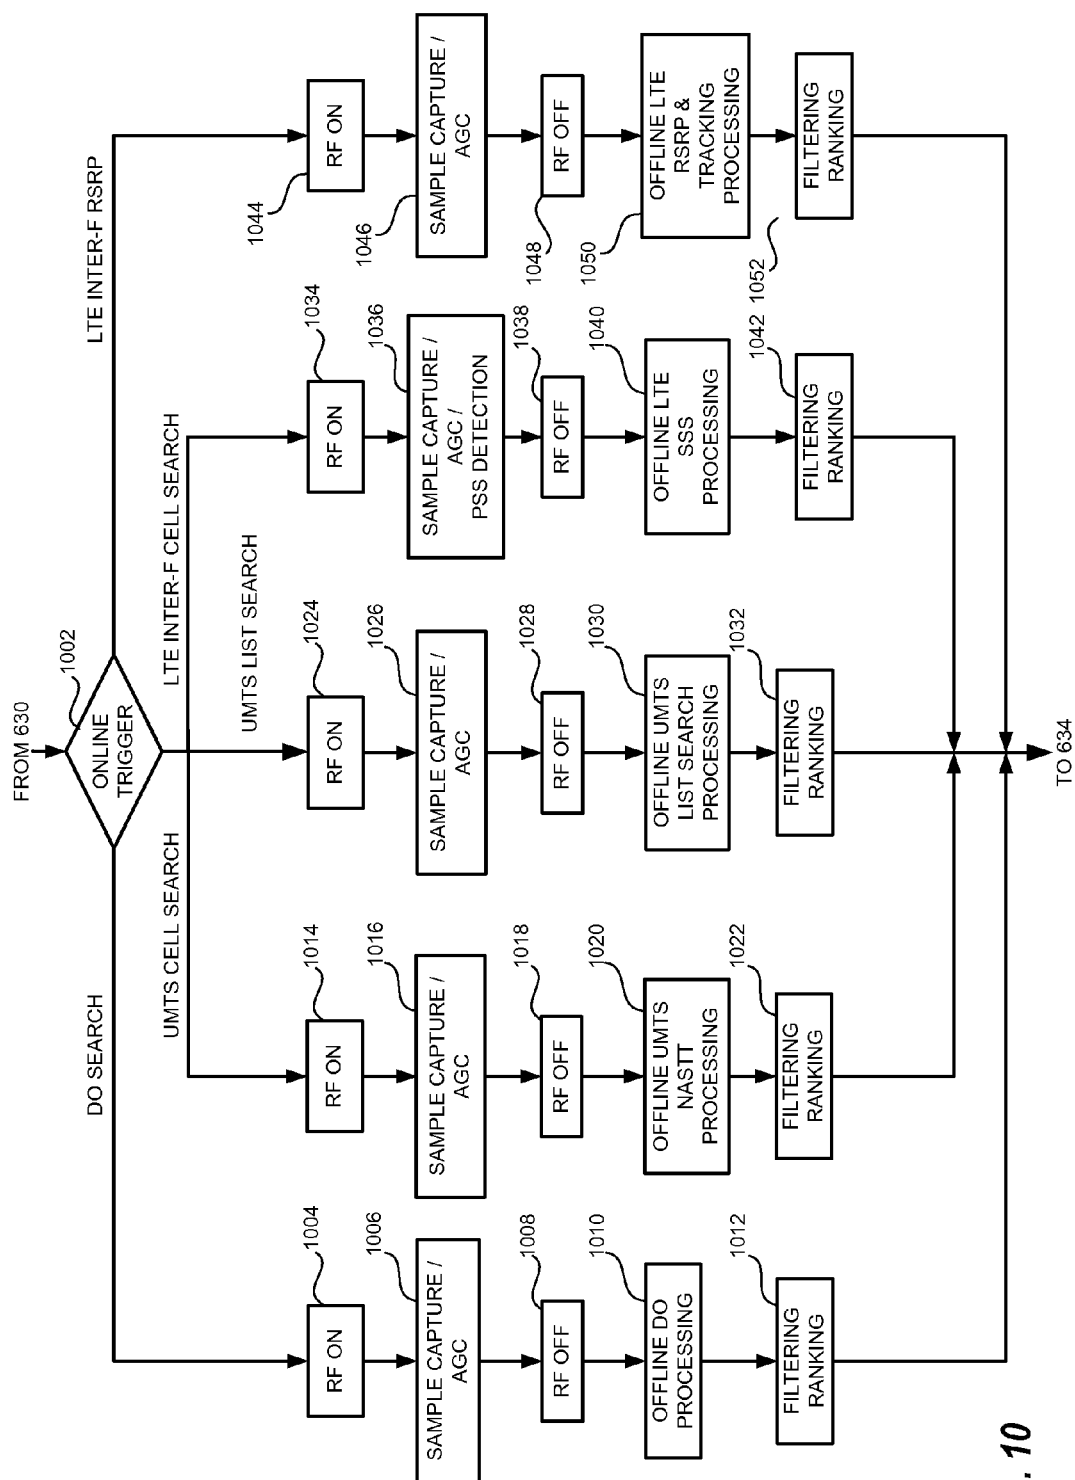 FROM 630
ONLINE
TRIGGER
1002
DO SEARCH
UMTS CELL SEARCH
UMTS LIST SEARCH
LTE INTER-F CELL SEARCH
LTE INTER-F RSRP
RF ON
1004
SAMPLE CAPTURE /
AGC
1006
RF OFF
1008
OFFLINE DO
PROCESSING
1010
FILTERING
RANKING
1012
RF ON
1014
SAMPLE CAPTURE /
AGC
1016
RF OFF
1018
OFFLINE UMTS
NASTT
PROCESSING
1020
FILTERING
RANKING
1022
RF ON
1024
SAMPLE CAPTURE /
AGC
1026
RF OFF
1028
OFFLINE UMTS
LIST SEARCH
PROCESSING
1030
FILTERING
RANKING
1032
RF ON
1034
SAMPLE CAPTURE /
AGC /
PSS DETECTION
1036
RF OFF
1038
OFFLINE LTE
SSS
PROCESSING
1040
FILTERING
RANKING
1042
RF ON
1044
SAMPLE CAPTURE /
AGC
1046
RF OFF
1048
OFFLINE LTE
RSRP &
TRACKING
PROCESSING
1050
FILTERING
RANKING
1052
TO 634
. 10